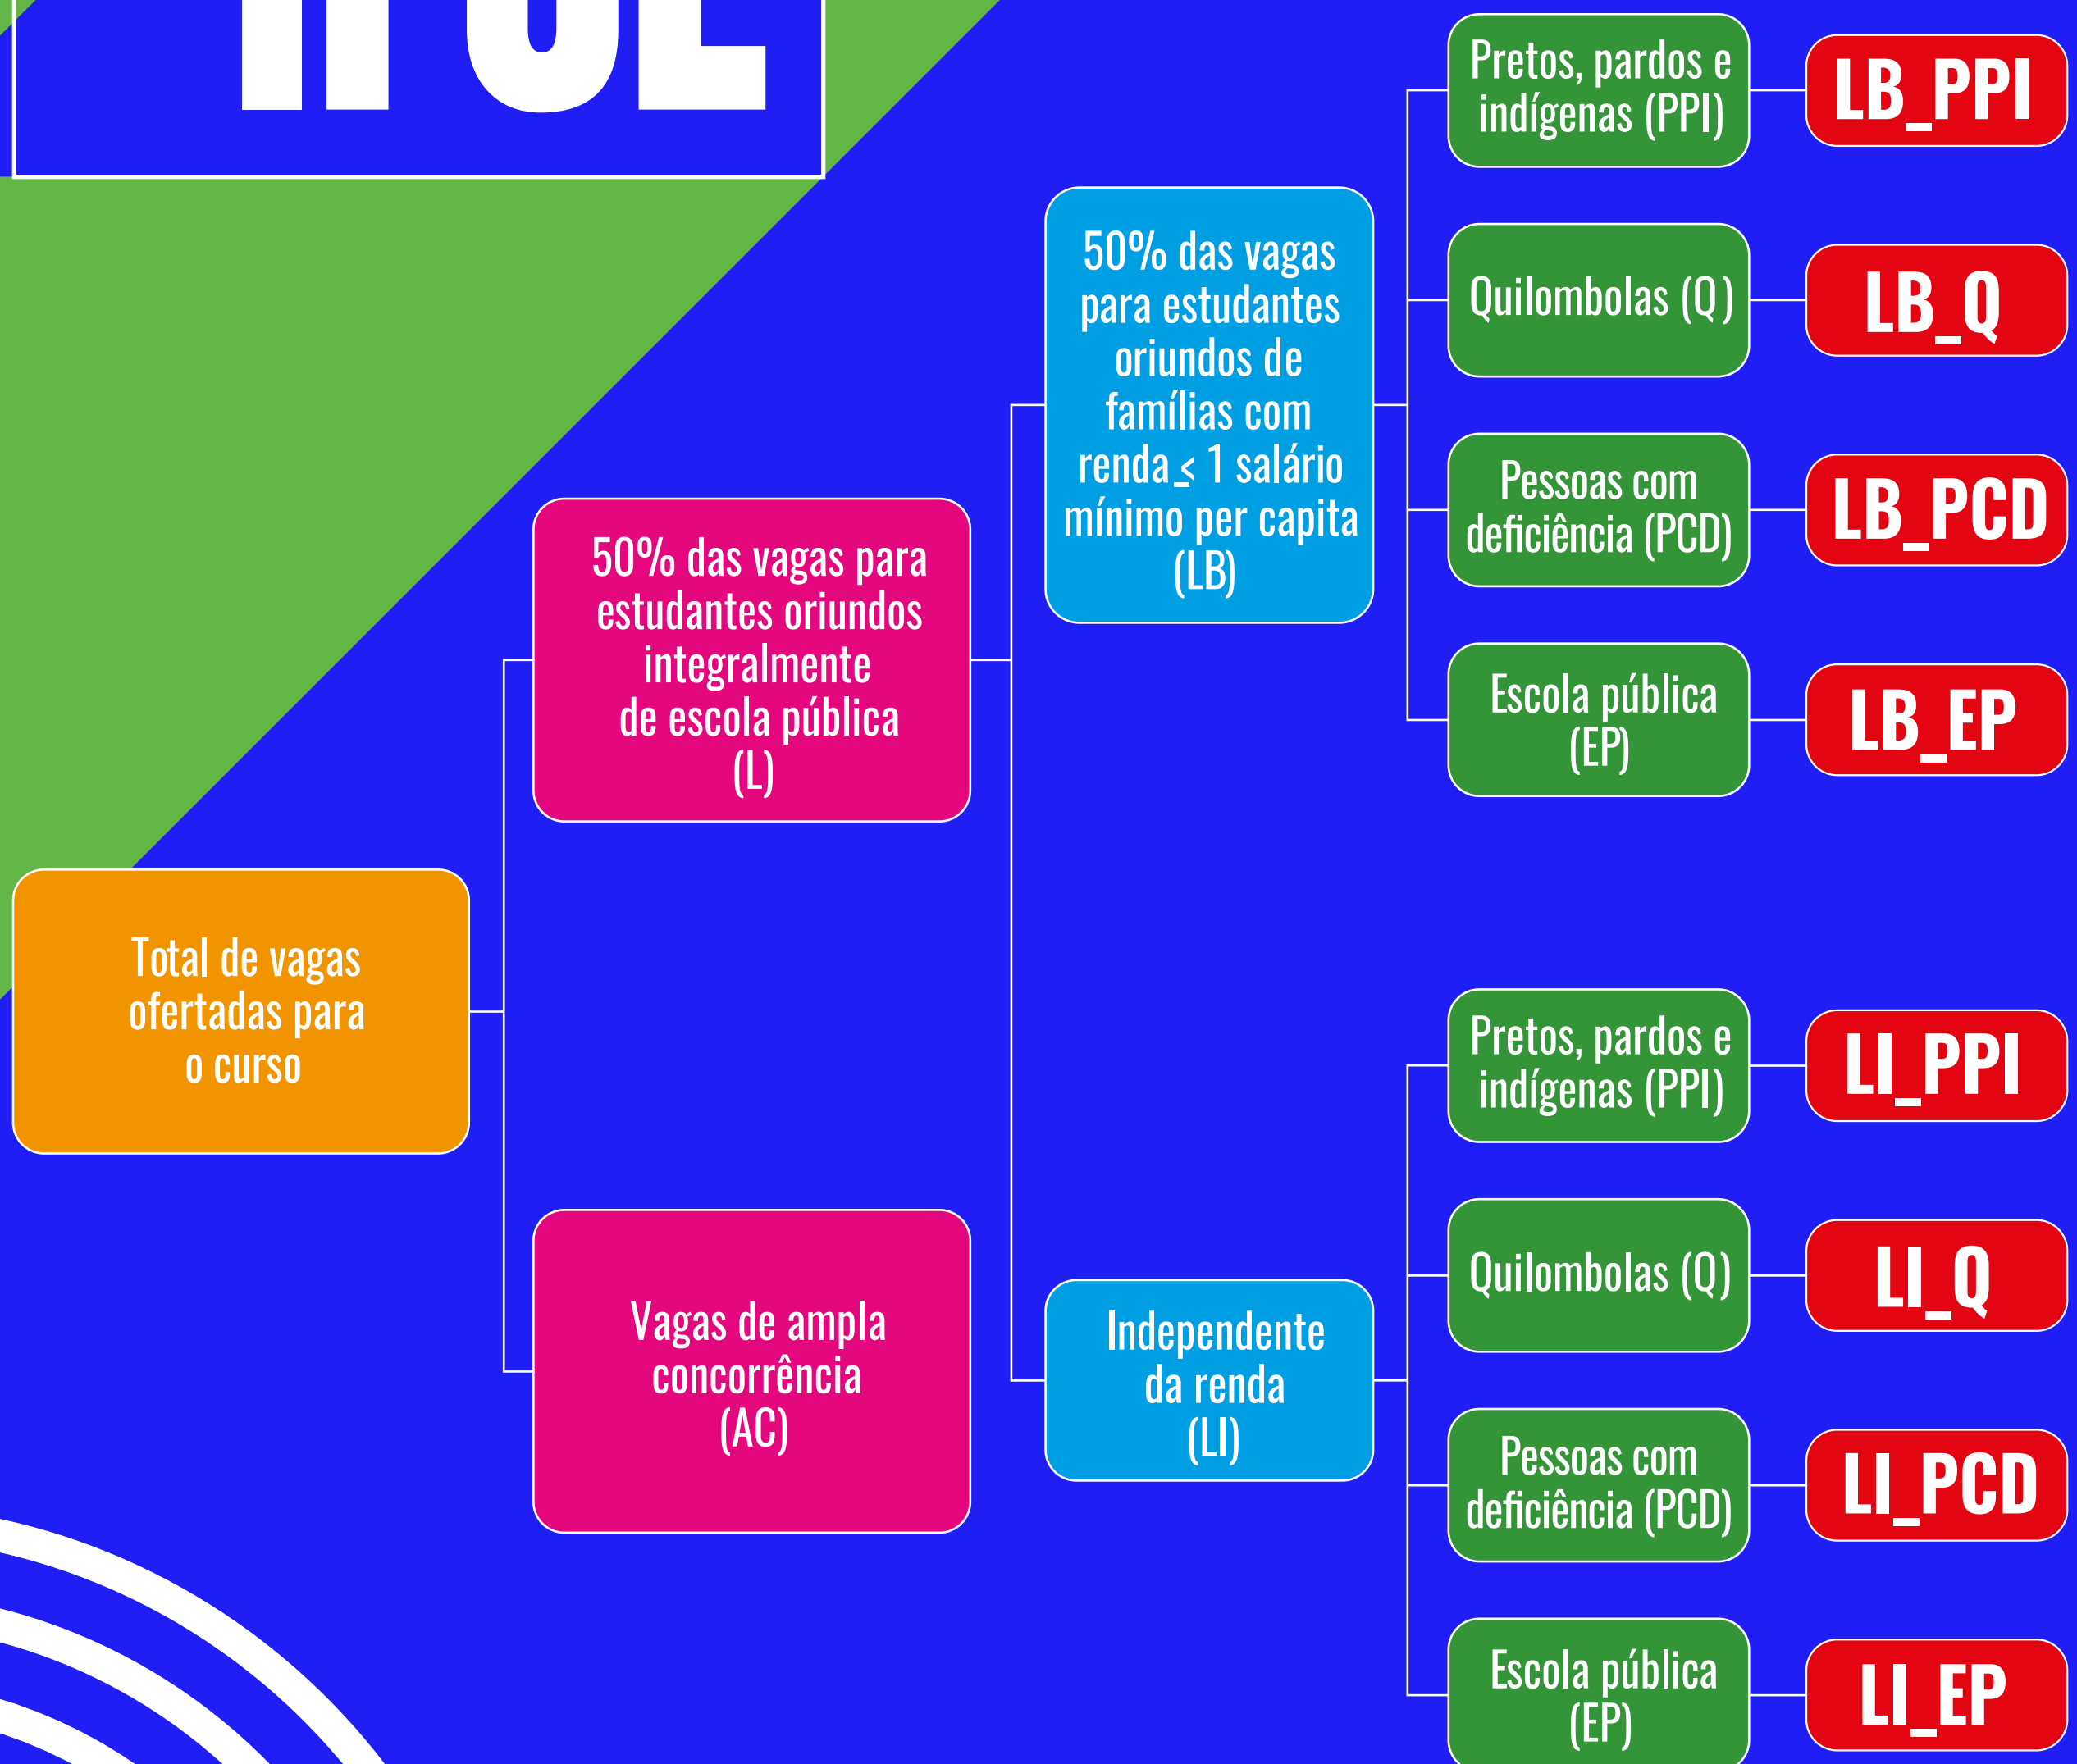 Total de vagas
ofertadas para
o curso
50% das vagas para
estudantes oriundos
integralmente
de escola pública
(L)
Vagas de ampla
concorrência
(AC)
50% das vagas
para estudantes
oriundos de
famílias com
renda ≤ 1 salário
mínimo per capita
(LB)
Independente
da renda
(LI)
Pretos, pardos e
indígenas (PPI)
LB_PPI
Quilombolas (Q)
LB_Q
Pessoas com
deficiência (PCD)
LB_PCD
Escola pública
(EP)
LB_EP
Pretos, pardos e
indígenas (PPI)
LI_PPI
Quilombolas (Q)
LI_Q
Pessoas com
deficiência (PCD)
LI_PCD
Escola pública
(EP)
LI_EP